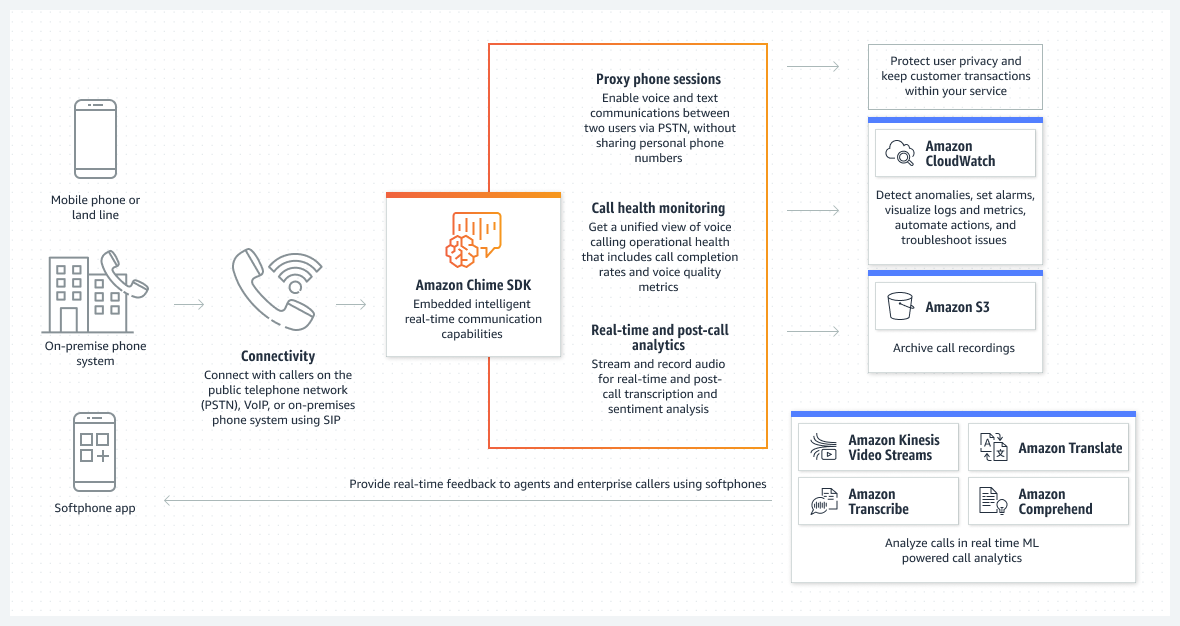 Mobile phone or
land line
On-premise phone
system
Softphone app
Connectivity
Connect with callers on the
public telephone network
(PSTN), VoIP, or on-premises
phone system using SIP
Amazon Chime SDK
Embedded intelligent
real-time communication
capabilities
Proxy phone sessions
Enable voice and text
communications between
two users via PSTN, without
sharing personal phone
numbers
Call health monitoring
Get a unified view of voice
calling operational health
that includes call completion
rates and voice quality
metrics
Real-time and post-call
analytics
Stream and record audio
for real-time and post-
call transcription and
sentiment analysis
Protect user privacy and
keep customer transactions
within your service
Amazon
CloudWatch
Detect anomalies, set alarms,
visualize logs and metrics,
automate actions, and
troubleshoot issues
Amazon S3
Archive call recordings
Amazon Kinesis
Video Streams
A
文
Amazon Translate
Amazon
Transcribe
Amazon
Comprehend
Analyze calls in real time ML
powered call analytics
Provide real-time feedback to agents and enterprise callers using softphones